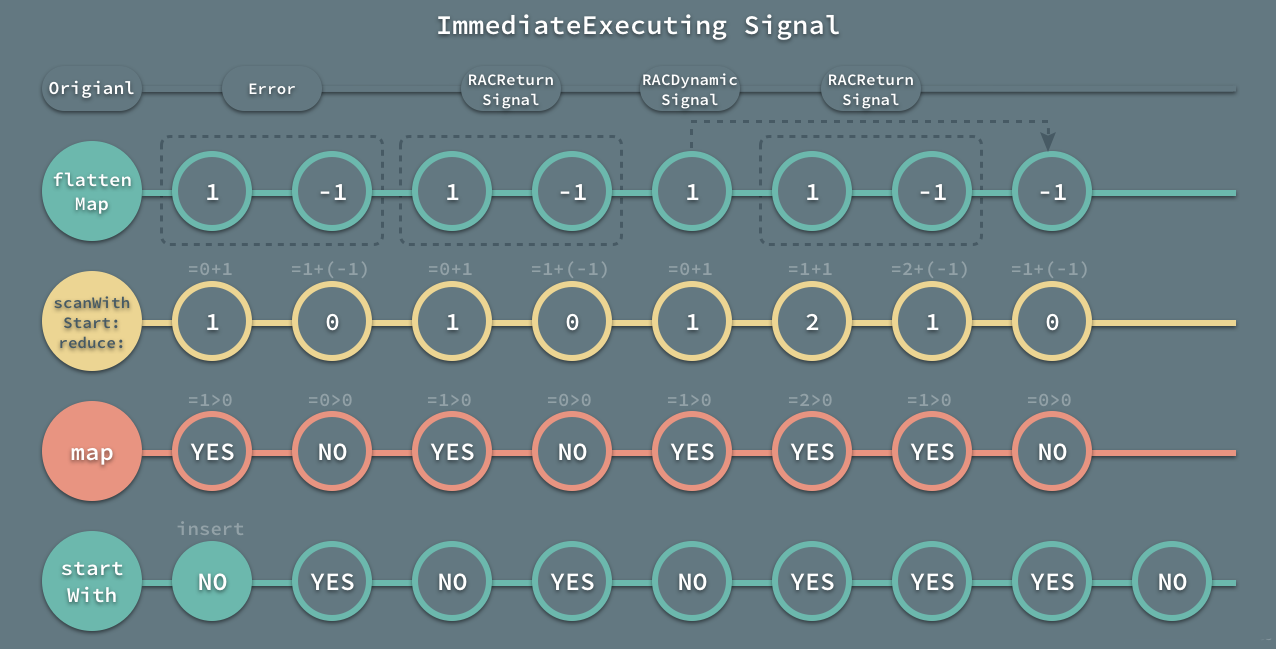 ImmediateExecuting Signal
Origianl
Error
RACReturn
Signal
RACDynamic
Signal
RACReturn
Signal
flatten
Map
1 -1 1 -1 1 1 -1 -1
=0+1 =1+(-1) =0+1 =1+(-1) =0+1 =1+1 =2+(-1) =1+(-1)
scanWith
Start:
reduce:
1 0 1 0 1 2 1 0
=1>0 =0>0 =1>0 =0>0 =1>0 =2>0 =1>0 =0>0
map
YES NO YES NO YES YES YES NO
insert
start
With
NO YES NO YES NO YES YES YES NO